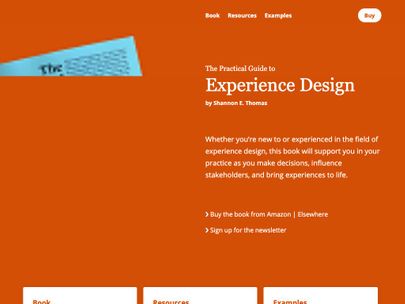 Book Resources Examples Buy
The
The Practical Guide to
Experience Design
by Shannon E. Thomas
Whether you're new to or experienced in the field of
experience design, this book will support you in your
practice as you make decisions, influence
stakeholders, and bring experiences to life.
› Buy the book from Amazon | Elsewhere
› Sign up for the newsletter
Book Resources Examples